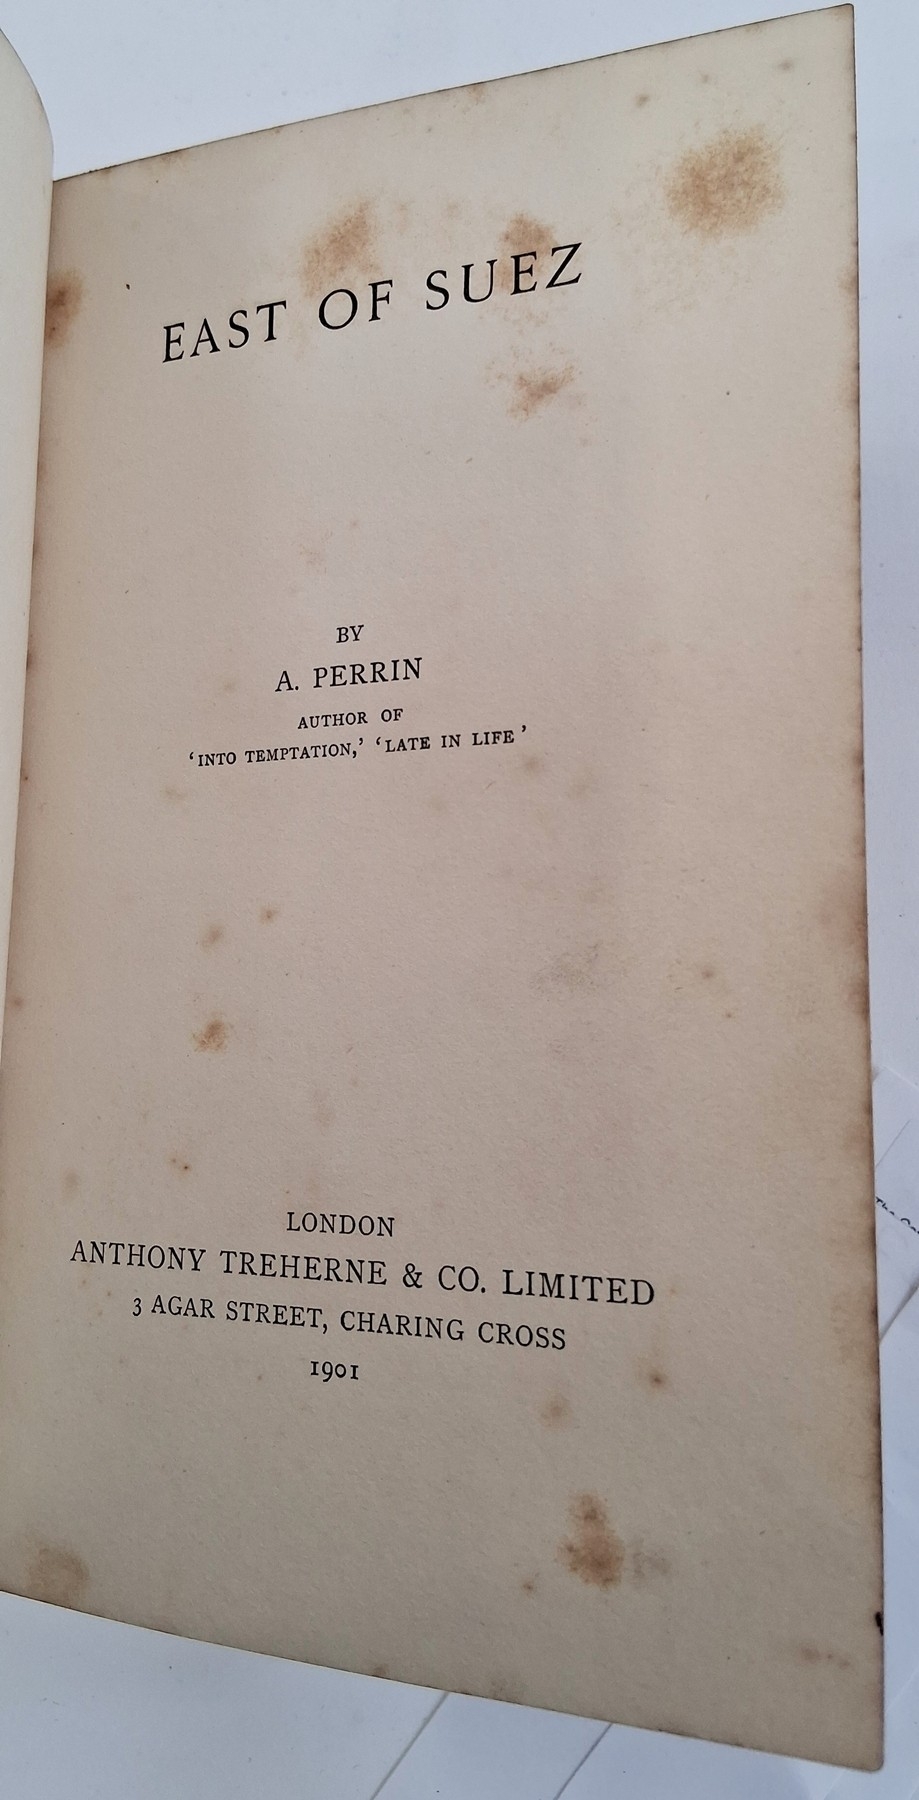 EAST OF SUEZ
BY
A. PERRIN
AUTHOR OF
'INTO TEMPTATION,' 'LATE IN LIFE'
LONDON
ANTHONY TREHERNE & CO. LIMITED
3 AGAR STREET, CHARING CROSS
1901
The